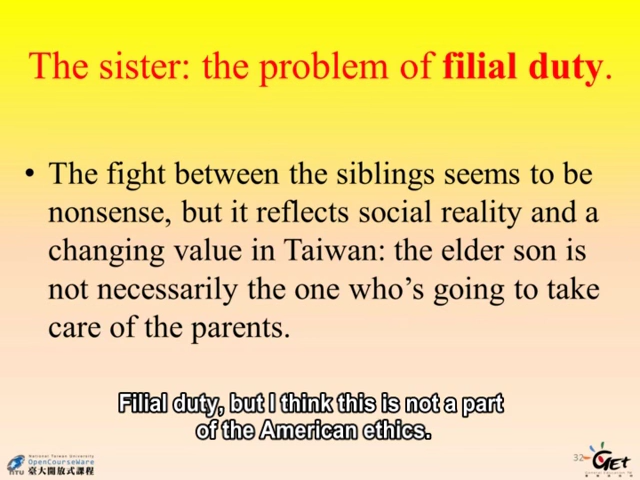 The sister: the problem of filial duty.
• The fight between the siblings seems to be
nonsense, but it reflects social reality and a
changing value in Taiwan: the elder son is
not necessarily the one who’s going to take
care of the parents.
Filial duty, but I think this is not a part
of the American ethics.
National Taiwan University
OpenCourseWare
NTU 臺大開放式課程
32
GET